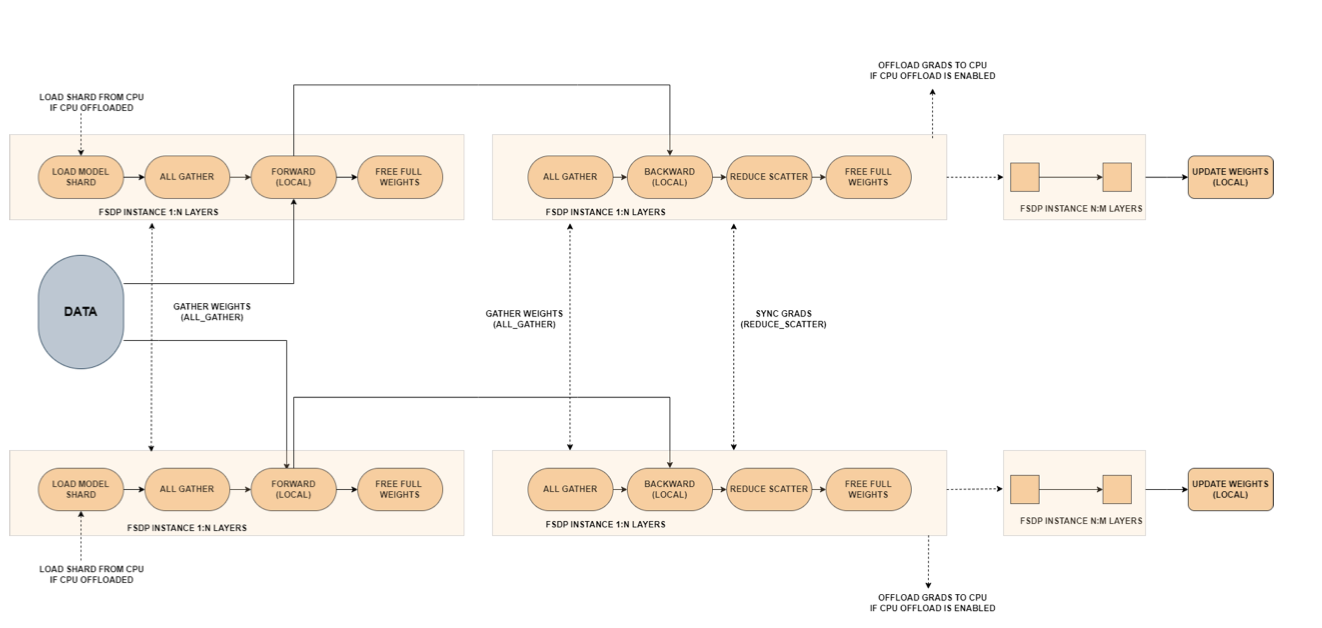 OFFLOAD GRADS TO CPU
IF CPU OFFLOAD IS ENABLED
LOAD SHARD FROM CPU
IF CPU OFFLOADED
LOAD MODEL
SHARD
ALL GATHER
FORWARD
(LOCAL)
FREE FULL
WEIGHTS
FSDP INSTANCE 1:N LAYERS
ALL GATHER
BACKWARD
(LOCAL)
REDUCE SCATTER
FREE FULL
WEIGHTS
FSDP INSTANCE 1:N LAYERS
FSDP INSTANCE N:M LAYERS
UPDATE WEIGHTS
(LOCAL)
DATA
GATHER WEIGHTS
(ALL_GATHER)
GATHER WEIGHTS
(ALL_GATHER)
SYNC GRADS
(REDUCE_SCATTER)
LOAD MODEL
SHARD
ALL GATHER
FORWARD
(LOCAL)
FREE FULL
WEIGHTS
FSDP INSTANCE 1:N LAYERS
ALL GATHER
BACKWARD
(LOCAL)
REDUCE SCATTER
FREE FULL
WEIGHTS
FSDP INSTANCE 1:N LAYERS
FSDP INSTANCE N:M LAYERS
UPDATE WEIGHTS
(LOCAL)
LOAD SHARD FROM CPU
IF CPU OFFLOADED
OFFLOAD GRADS TO CPU
IF CPU OFFLOAD IS ENABLED